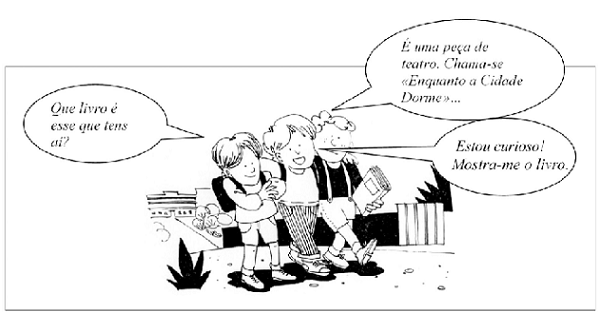 Que livro é
esse que tens
aí?
É uma peça de
teatro. Chama-se
«Enquanto a Cidade
Dorme»...
Estou curioso!
Mostra-me o livro.